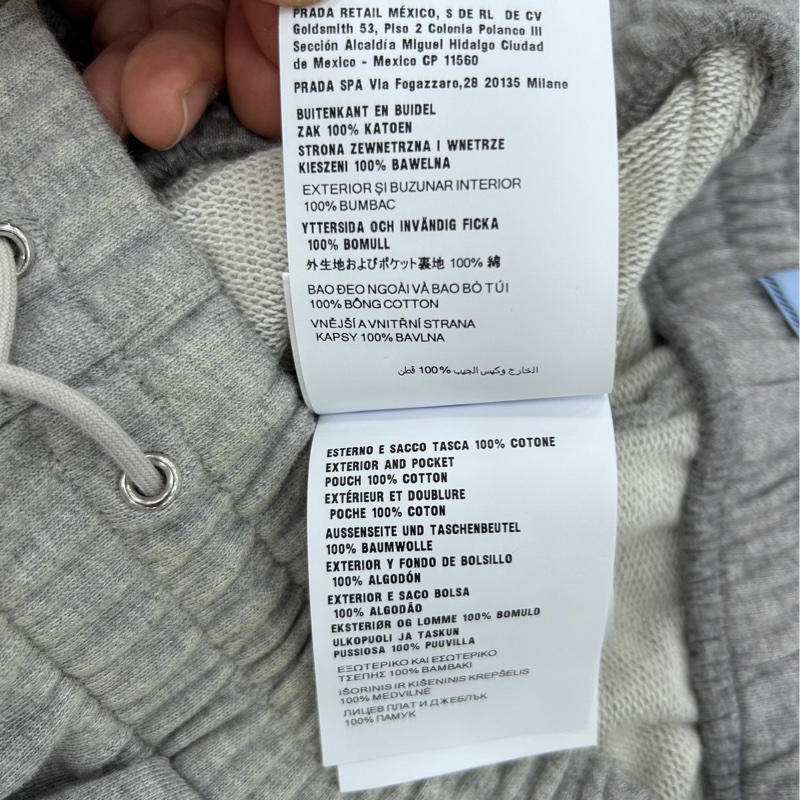 PRADA RETAIL MÉXICO, S DE RL DE CV
Goldsmith 53, Piso 2 Colonia Polanco III
Sección Alcaldía Miguel Hidalgo Ciudad
de Mexico - Mexico CP 11560
PRADA SPA Via Fogazzaro,28 20135 Milano
BUITENKANT EN BUIDEL
ZAK 100% KATOEN
STRONA ZEWNETRZNA I WNETRZE
KIESZENI 100% BAWELNA
EXTERIOR ȘI BUZUNAR INTERIOR
100% BUMBAC
YTTERSIDA OCH INVÄNDIG FICKA
100% BOMULL
外生地およびポケット裏地 100% 綿
BAO ĐEO NGOÀI VÀ BAO BỎ TÚI
100% BÔNG COTTON
VNĚJŠÍ A VNITŘNÍ STRANA
KAPSY 100% BAVLNA
الخارج وكيس الجيب %100 قطن
ESTERNO E SACCO TASCA 100% COTONE
EXTERIOR AND POCKET
POUCH 100% COTTON
EXTÉRIEUR ET DOUBLURE
POCHE 100% COTON
AUSSENSEITE UND TASCHENBEUTEL
100% BAUMWOLLE
EXTERIOR Y FONDO DE BOLSILLO
100% ALGODÓN
EXTERIOR E SACO BOLSA
100% ALGODÃO
EKSTERIØR OG LOMME 100% BOMULD
ULKOPUOLI JA TASKUN
PUSSIOSA 100% PUUVILLA
ΕΞΩΤΕΡΙΚΟ ΚΑΙ ΕΣΩΤΕΡΙΚΟ
ΤΣΕΠΗΣ 100% ΒΑΜΒΑΚΙ
IŠORINIS IR KIŠENINIS KREPŠELIS
100% MEDVILNĖ
ЛИЦЕВ ПЛАТ И ДЖЕБЛЪК
100% ПАМУК